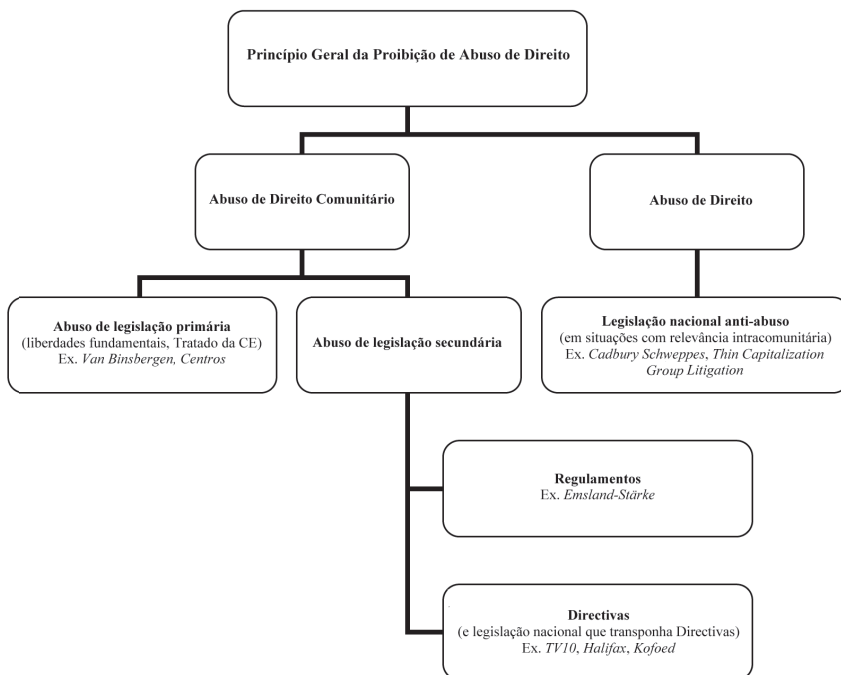 Princípio Geral da Proibição de Abuso de Direito
Abuso de Direito Comunitário
Abuso de Direito
Abuso de legislação primária
(liberdades fundamentais, Tratado da CE)
Ex. Van Binsbergen, Centros
Abuso de legislação secundária
Legislação nacional anti-abuso
(em situações com relevância intracomunitária)
Ex. Cadbury Schweppes, Thin Capitalization
Group Litigation
Regulamentos
Ex. Emsland-Stärke
Directivas
(e legislação nacional que transponha Directivas)
Ex. TV10, Halifax, Kofoed